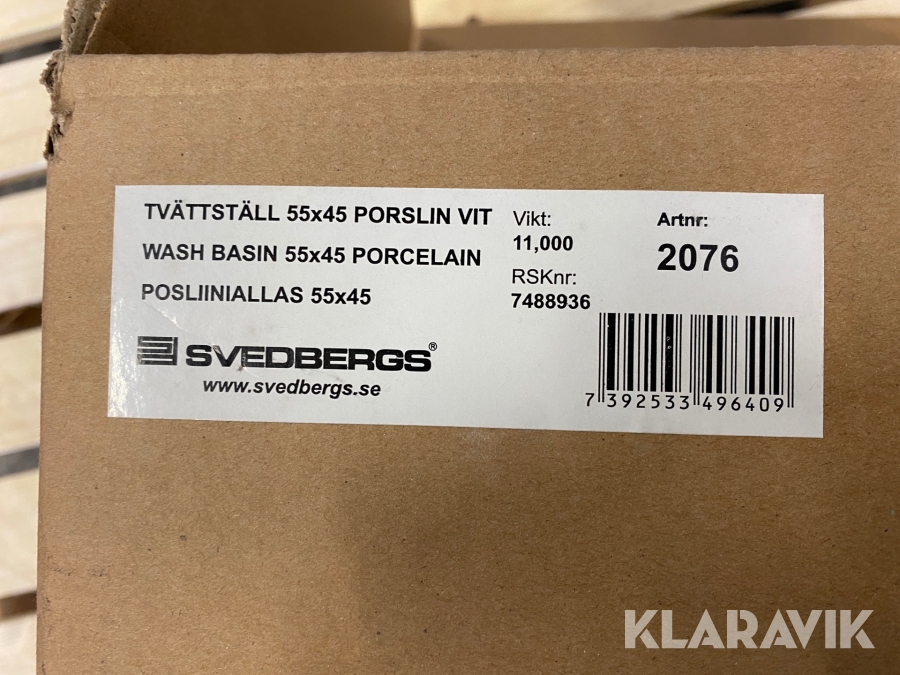 TVÄTTSTÄLL 55x45 PORSLIN VIT
WASH BASIN 55x45 PORCELAIN
POSLIINIALLAS 55x45
SVEDBERGS®
www.svedbergs.se
Vikt:
11,000
RSKnr:
7488936
Artnr:
2076
7 392533 496409
KLARAVIK